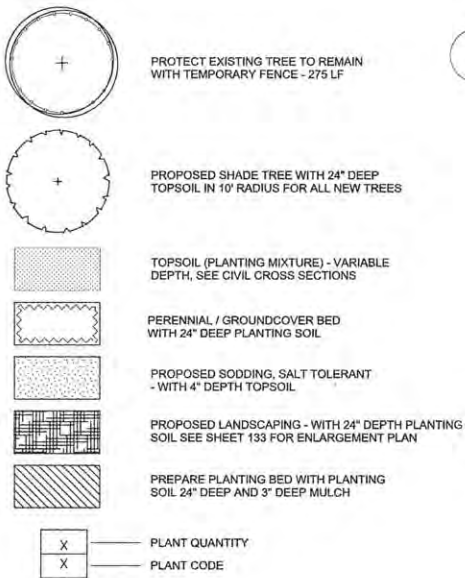 PROTECT EXISTING TREE TO REMAIN
WITH TEMPORARY FENCE - 275 LF
PROPOSED SHADE TREE WITH 24" DEEP
TOPSOIL IN 10' RADIUS FOR ALL NEW TREES
TOPSOIL (PLANTING MIXTURE) - VARIABLE
DEPTH, SEE CIVIL CROSS SECTIONS
PERENNIAL / GROUNDCOVER BED
WITH 24" DEEP PLANTING SOIL
PROPOSED SODDING, SALT TOLERANT
- WITH 4" DEPTH TOPSOIL
PROPOSED LANDSCAPING - WITH 24" DEPTH PLANTING
SOIL SEE SHEET 133 FOR ENLARGEMENT PLAN
PREPARE PLANTING BED WITH PLANTING
SOIL 24" DEEP AND 3" DEEP MULCH
X PLANT QUANTITY
X PLANT CODE